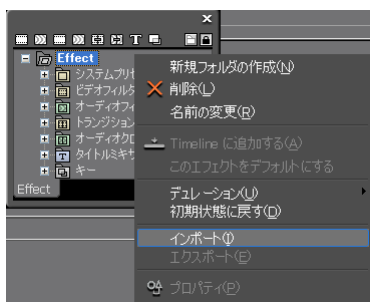 Effect
システムプリセ
ビデオフィルタ
オーディオフィ
トランジション
オーディオクロ
タイトルミキサ
キー
Effect
新規フォルダの作成(N)
削除(L)
名前の変更(R)
Timeline に追加する(A)
このエフェクトをデフォルトにする
デュレーション(U)
初期状態に戻す(D)
インポート(I)
エクスポート(E)
プロパティ(P)